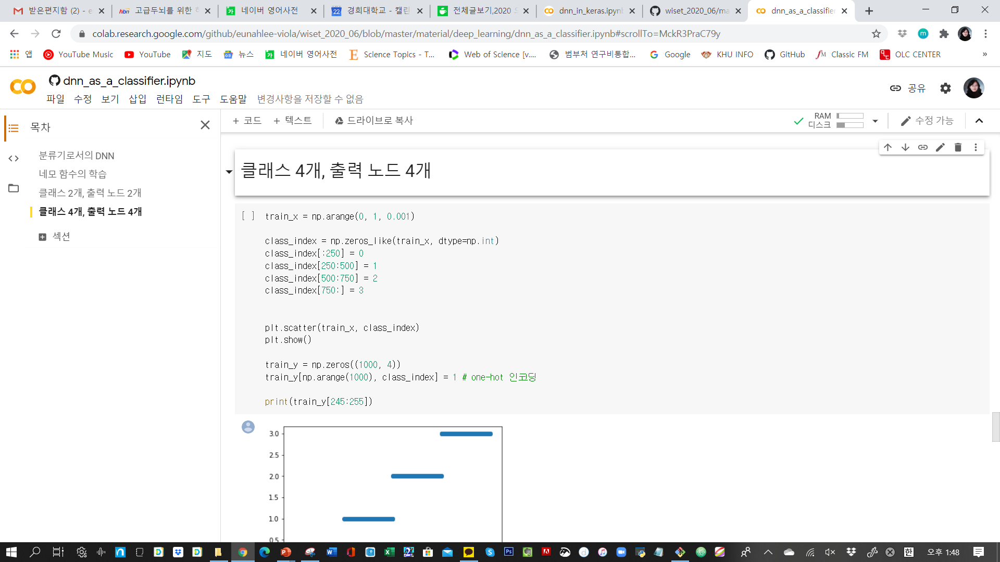 받은편지함 (2) - e
hbn 고급두뇌를 위한
네이버 영어사전
22 경희대학교 - 캘린
전체글보기,2020
dnn_in_keras.ipynb
wiset_2020_06/ma
dnn_as_a_classifier
colab.research.google.com/github/eunahlee-viola/wiset_2020_06/blob/master/material/deep_learning/dnn_as_a_classifier.ipynb#scrollTo=MckR3PraC79y
앱 YouTube Music YouTube 지도 뉴스 네이버 영어사전 Science Topics - T... Web of Science [v.... 범부처 연구비통합... Google KHU INFO GitHub Classic FM OLC CENTER »
dnn_as_a_classifier.ipynb
파일 수정 보기 삽입 런타임 도구 도움말 변경사항을 저장할 수 없음
공유
목차
+ 코드 + 텍스트 드라이브로 복사
RAM
디스크
수정 가능
분류기로서의 DNN
네모 함수의 학습
클래스 2개, 출력 노드 2개
클래스 4개, 출력 노드 4개
섹션
클래스 4개, 출력 노드 4개
[ ] train_x = np.arange(0, 1, 0.001)
class_index = np.zeros_like(train_x, dtype=np.int)
class_index[:250] = 0
class_index[250:500] = 1
class_index[500:750] = 2
class_index[750:] = 3
plt.scatter(train_x, class_index)
plt.show()
train_y = np.zeros((1000, 4))
train_y[np.arange(1000), class_index] = 1 # one-hot 인코딩
print(train_y[245:255])
3.0
2.5
2.0
1.5
1.0
0.5
한 오후 1:48